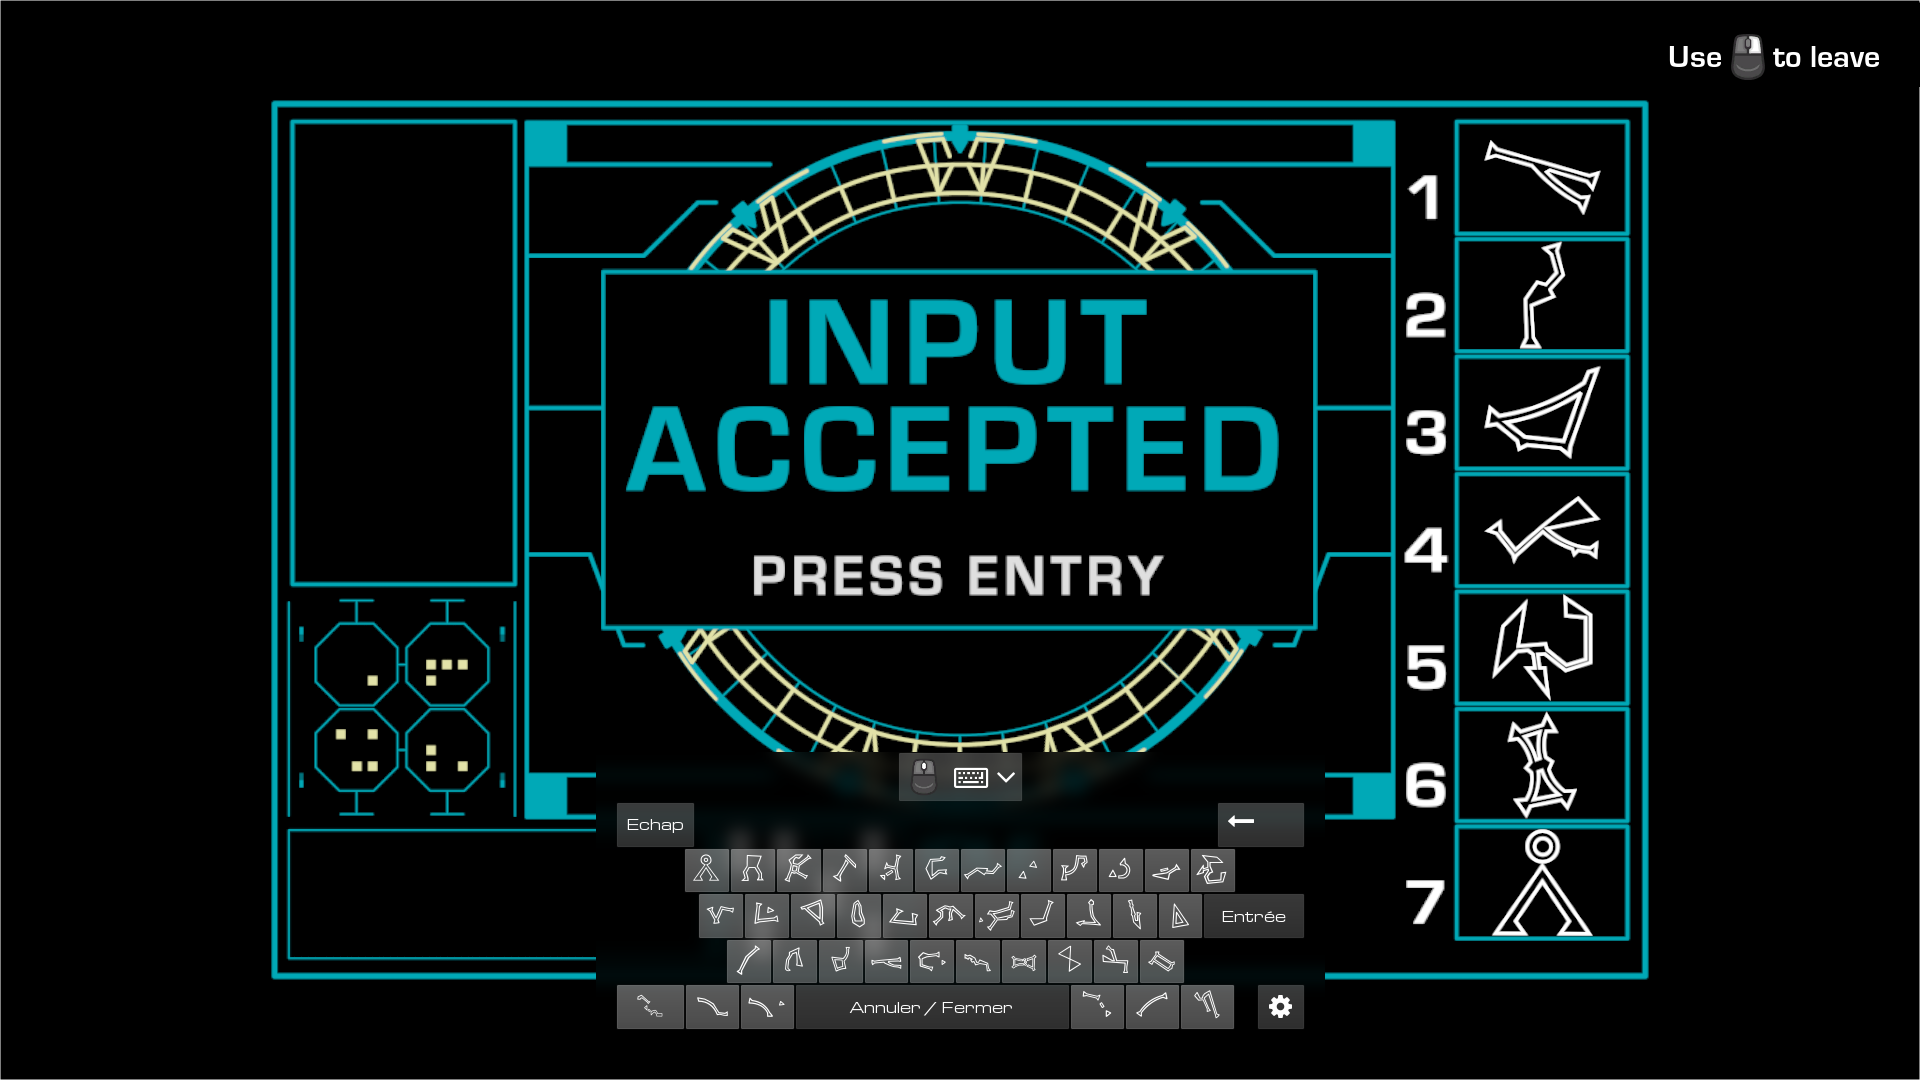 Use to leave
INPUT
ACCEPTED
PRESS ENTRY
1
2
3
4
5
6
7
Echap
Entrée
Annuler / Fermer